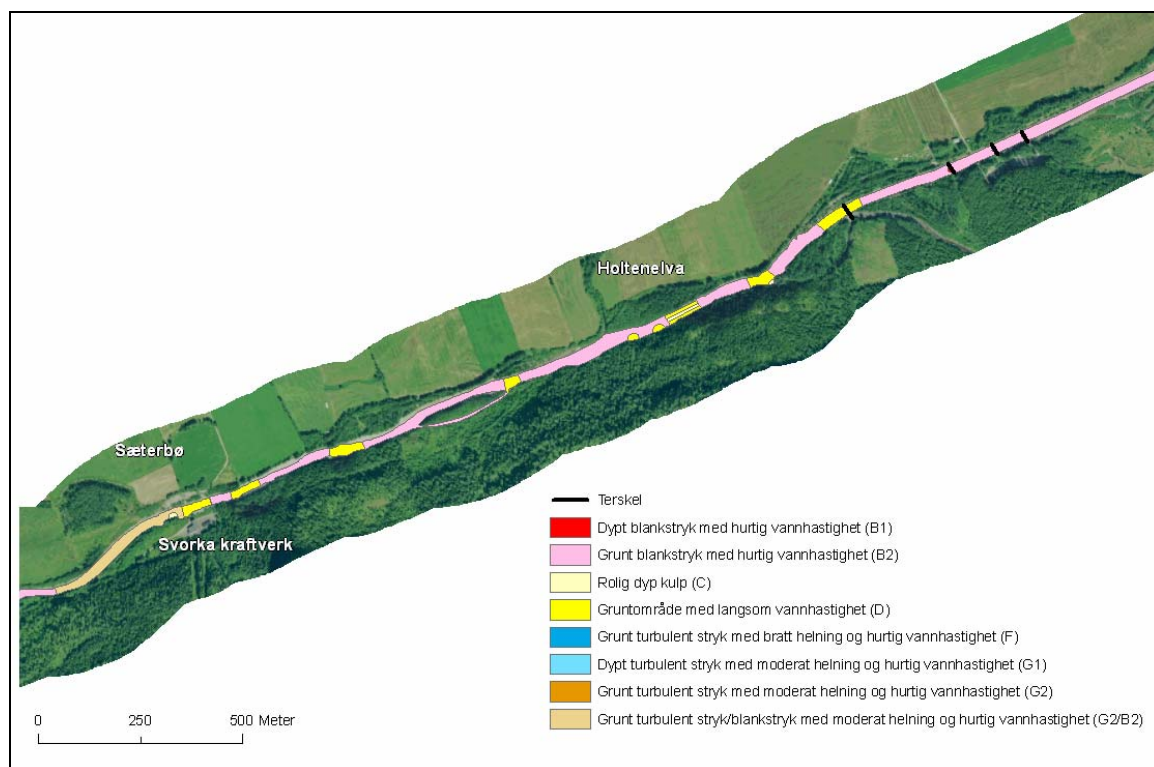 Holtenelva
Sæterbø
Svorka kraftverk
Terskel
Dypt blankstryk med hurtig vannhastighet (B1)
Grunt blankstryk med hurtig vannhastighet (B2)
Rolig dyp kulp (C)
Gruntområde med langsom vannhastighet (D)
Grunt turbulent stryk med bratt helning og hurtig vannhastighet (F)
Dypt turbulent stryk med moderat helning og hurtig vannhastighet (G1)
Grunt turbulent stryk med moderat helning og hurtig vannhastighet (G2)
Grunt turbulent stryk/blankstryk med moderat helning og hurtig vannhastighet (G2/B2)
0 250 500 Meter